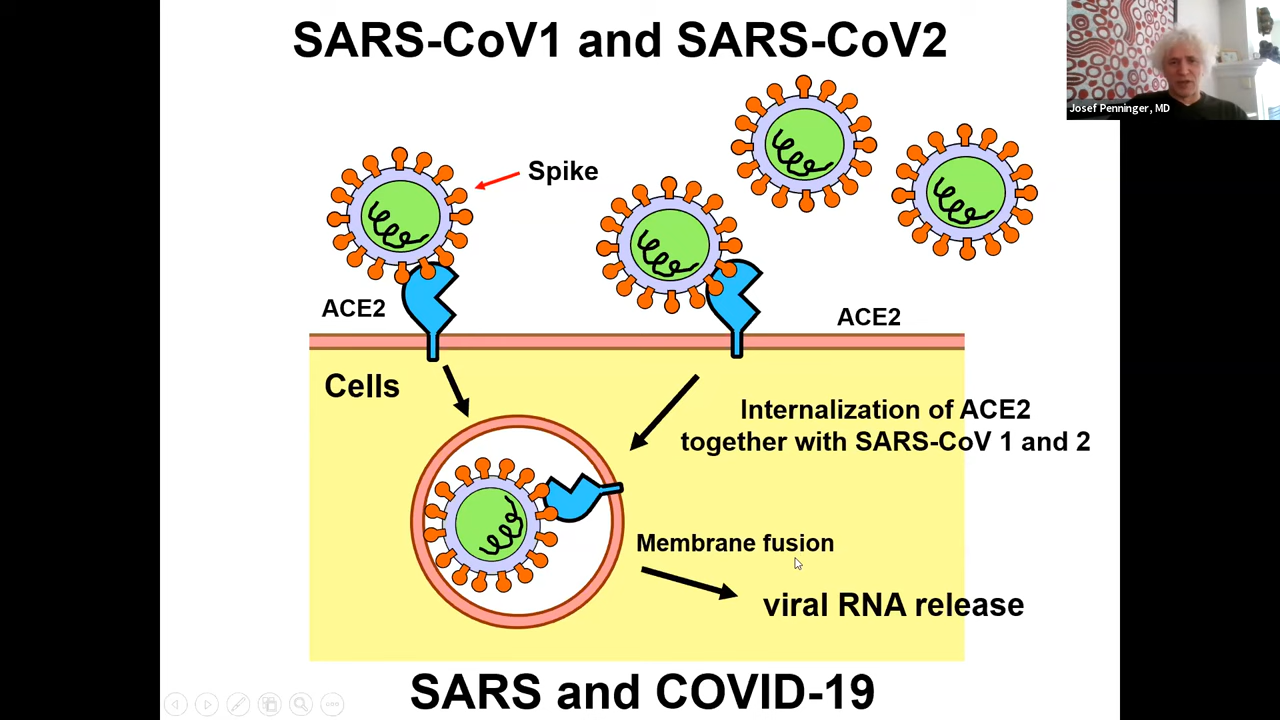 SARS-CoV1 and SARS-CoV2
Josef Penninger, MD
Spike
ACE2
ACE2
Cells
Internalization of ACE2
together with SARS-CoV 1 and 2
Membrane fusion
viral RNA release
SARS and COVID-19